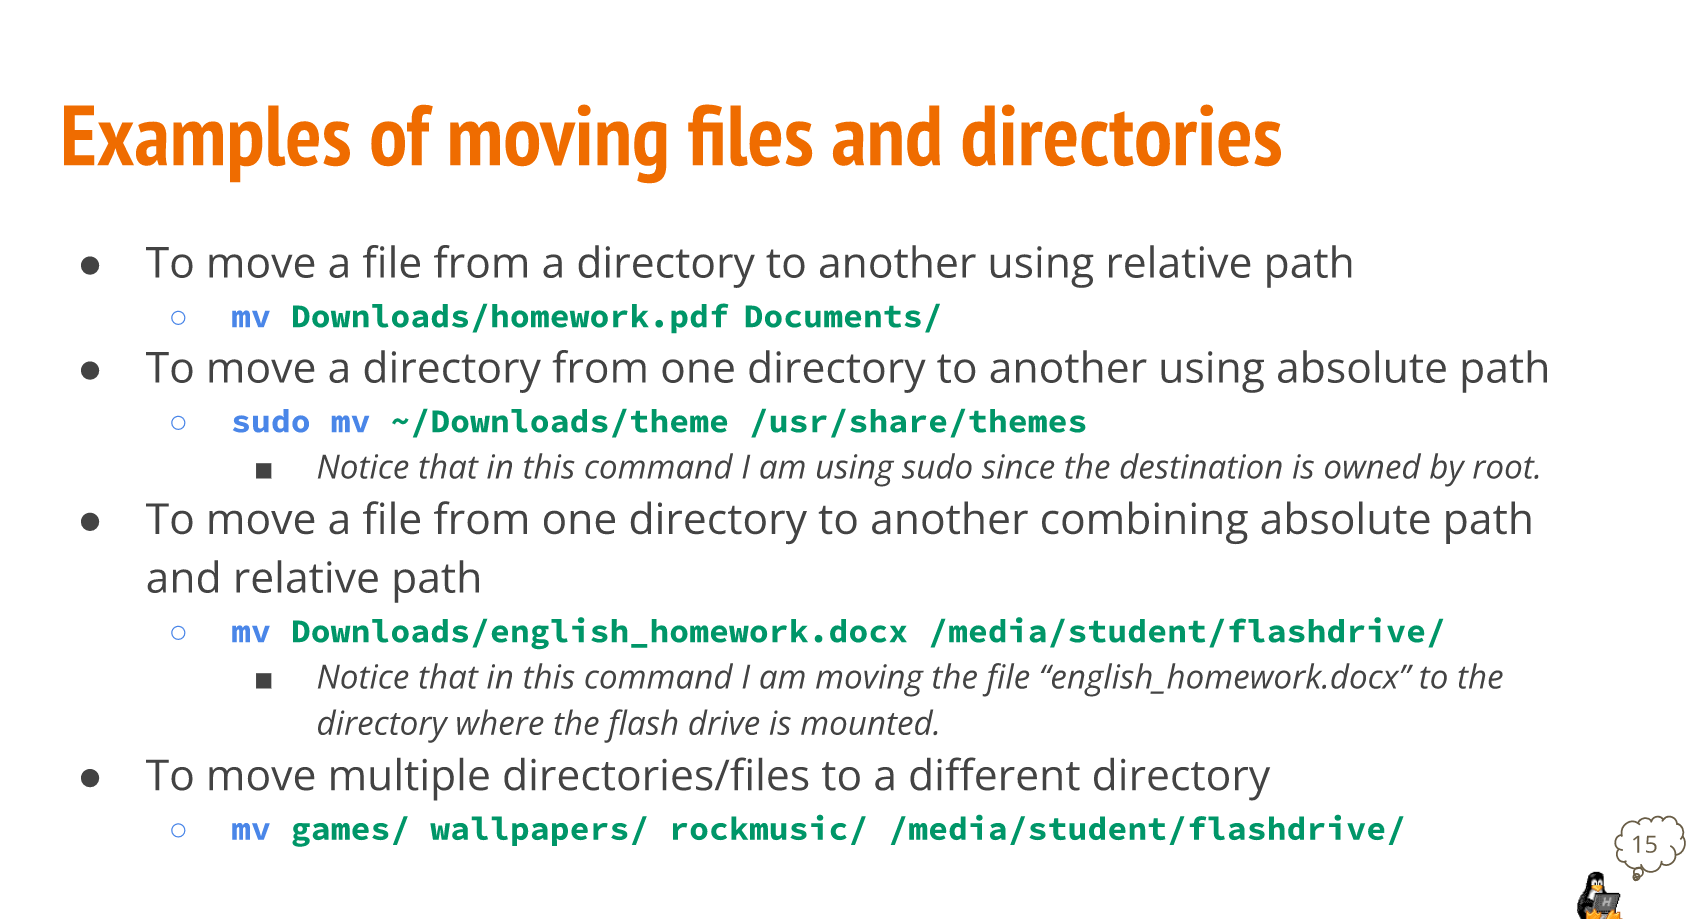 Examples of moving files and directories
● To move a file from a directory to another using relative path
○ mv Downloads/homework.pdf Documents/
● To move a directory from one directory to another using absolute path
○ sudo mv ~/Downloads/theme /usr/share/themes
■ Notice that in this command I am using sudo since the destination is owned by root.
● To move a file from one directory to another combining absolute path
and relative path
○ mv Downloads/english_homework.docx /media/student/flashdrive/
■ Notice that in this command I am moving the file “english_homework.docx” to the
directory where the flash drive is mounted.
● To move multiple directories/files to a different directory
○ mv games/ wallpapers/ rockmusic/ /media/student/flashdrive/
15
H